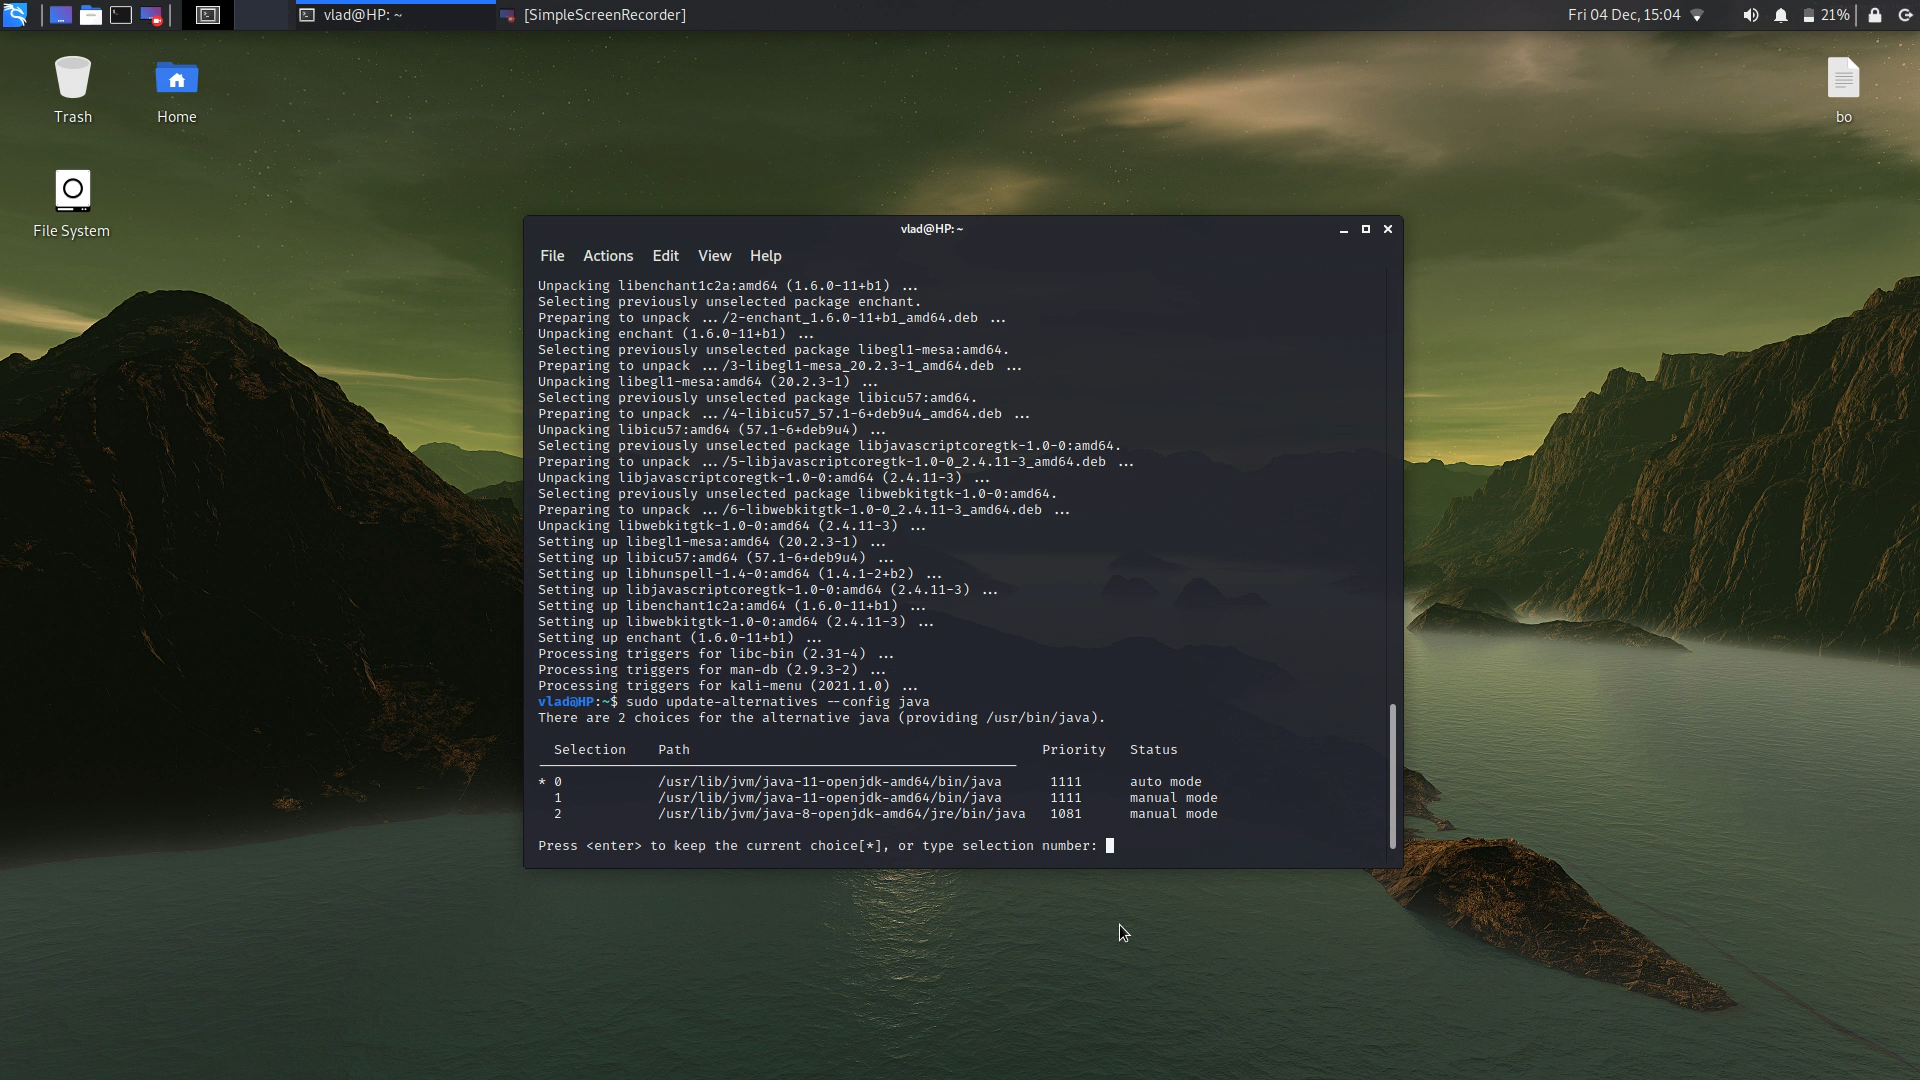 vlad@HP: ~
[SimpleScreenRecorder]
Fri 04 Dec, 15:04
21%
Trash
Home
bo
File System
vlad@HP: ~
File Actions Edit View Help
Unpacking libenchant1c2a:amd64 (1.6.0-11+b1) ...
Selecting previously unselected package enchant.
Preparing to unpack .../2-enchant_1.6.0-11+b1_amd64.deb ...
Unpacking enchant (1.6.0-11+b1) ...
Selecting previously unselected package libegl1-mesa:amd64.
Preparing to unpack .../3-libegl1-mesa_20.2.3-1_amd64.deb ...
Unpacking libegl1-mesa:amd64 (20.2.3-1) ...
Selecting previously unselected package libicu57:amd64.
Preparing to unpack .../4-libicu57_57.1-6+deb9u4_amd64.deb ...
Unpacking libicu57:amd64 (57.1-6+deb9u4) ...
Selecting previously unselected package libjavascriptcoregtk-1.0-0:amd64.
Preparing to unpack .../5-libjavascriptcoregtk-1.0-0_2.4.11-3_amd64.deb ...
Unpacking libjavascriptcoregtk-1.0-0:amd64 (2.4.11-3) ...
Selecting previously unselected package libwebkitgtk-1.0-0:amd64.
Preparing to unpack .../6-libwebkitgtk-1.0-0_2.4.11-3_amd64.deb ...
Unpacking libwebkitgtk-1.0-0:amd64 (2.4.11-3) ...
Setting up libegl1-mesa:amd64 (20.2.3-1) ...
Setting up libicu57:amd64 (57.1-6+deb9u4) ...
Setting up libhunspell-1.4-0:amd64 (1.4.1-2+b2) ...
Setting up libjavascriptcoregtk-1.0-0:amd64 (2.4.11-3) ...
Setting up libenchant1c2a:amd64 (1.6.0-11+b1) ...
Setting up libwebkitgtk-1.0-0:amd64 (2.4.11-3) ...
Setting up enchant (1.6.0-11+b1) ...
Processing triggers for libc-bin (2.31-4) ...
Processing triggers for man-db (2.9.3-2) ...
Processing triggers for kali-menu (2021.1.0) ...
vlad@HP:~$ sudo update-alternatives --config java
There are 2 choices for the alternative java (providing /usr/bin/java).
Selection Path Priority Status
* 0 /usr/lib/jvm/java-11-openjdk-amd64/bin/java 1111 auto mode
1 /usr/lib/jvm/java-11-openjdk-amd64/bin/java 1111 manual mode
2 /usr/lib/jvm/java-8-openjdk-amd64/jre/bin/java 1081 manual mode
Press <enter> to keep the current choice[*], or type selection number: